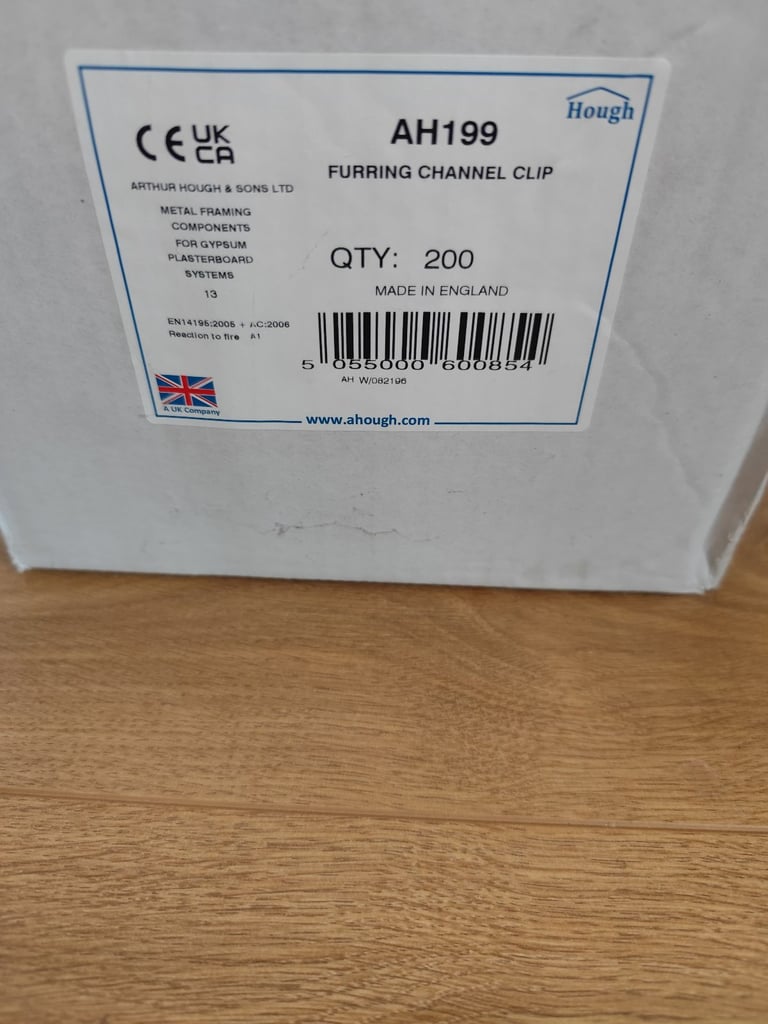 Hough
CE UK
CA
AH199
FURRING CHANNEL CLIP
ARTHUR HOUGH & SONS LTD
METAL FRAMING
COMPONENTS
FOR GYPSUM
PLASTERBOARD
SYSTEMS
13
QTY: 200
MADE IN ENGLAND
EN14195:2005 + AC:2006
Reaction to fire A1
5 055000 600854
AH W/082196
A UK Company
www.ahough.com